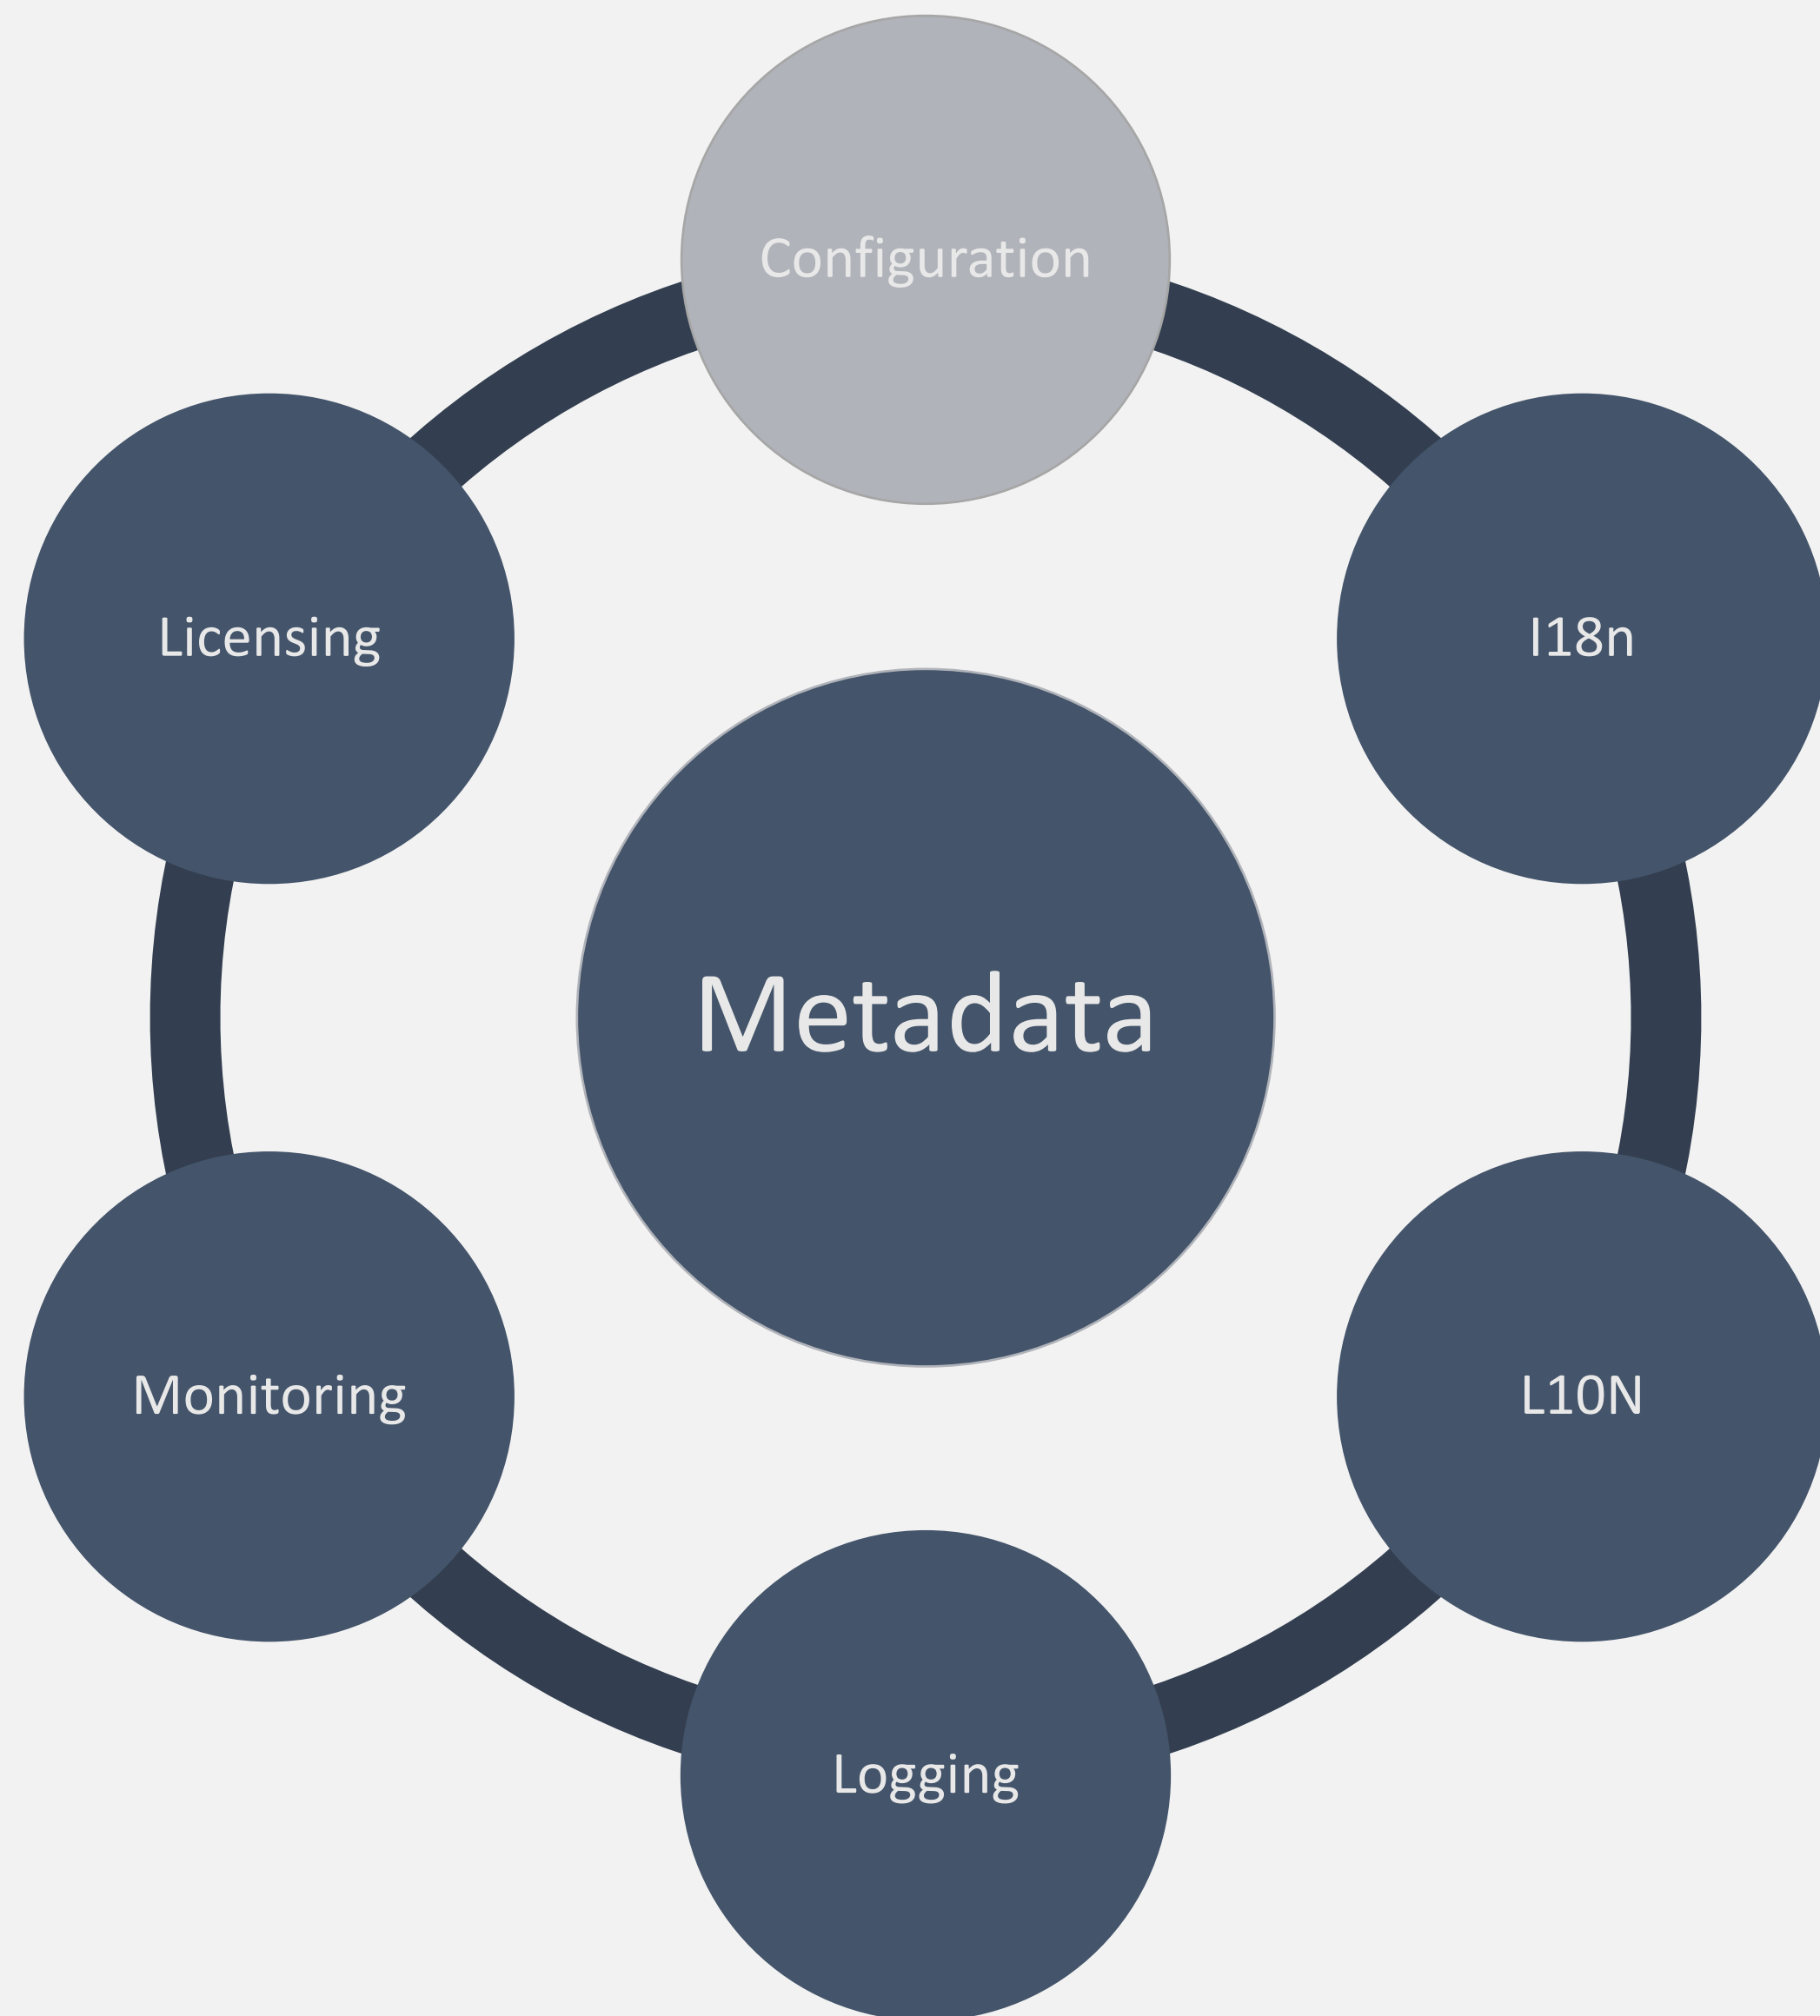 Configuration
Licensing
I18n
Metadata
Monitoring
L10N
Logging